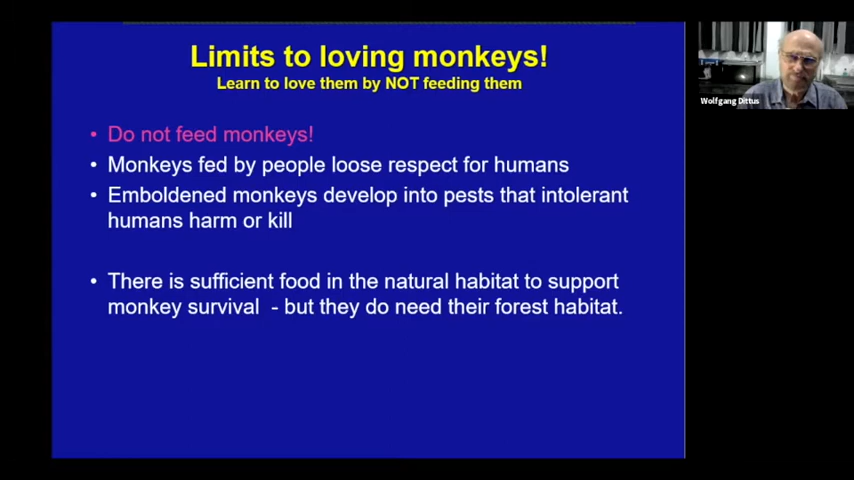 Limits to loving monkeys!
Learn to love them by NOT feeding them
• Do not feed monkeys!
• Monkeys fed by people loose respect for humans
• Emboldened monkeys develop into pests that intolerant
humans harm or kill
• There is sufficient food in the natural habitat to support
monkey survival - but they do need their forest habitat.
Wolfgang Dittus